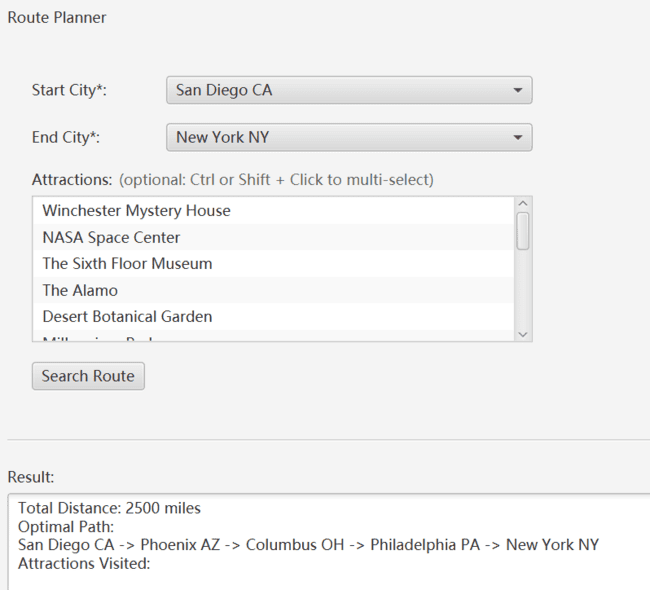 Route Planner
Start City*:
San Diego CA
End City*:
New York NY
Attractions: (optional: Ctrl or Shift + Click to multi-select)
Winchester Mystery House
NASA Space Center
The Sixth Floor Museum
The Alamo
Desert Botanical Garden
Search Route
Result:
Total Distance: 2500 miles
Optimal Path:
San Diego CA -> Phoenix AZ -> Columbus OH -> Philadelphia PA -> New York NY
Attractions Visited: